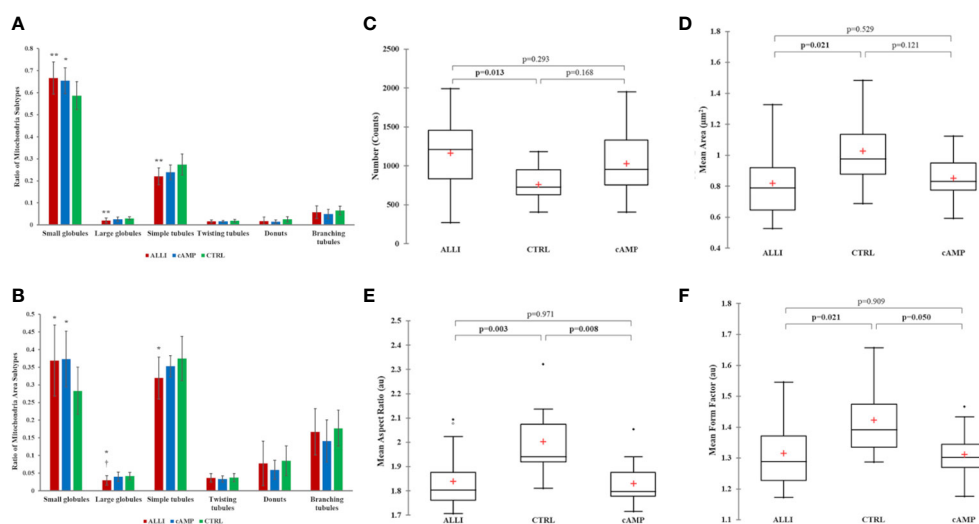 A
Ratio of Mitochondria Subtypes
0.8
0.7
0.6
0.5
0.4
0.3
0.2
0.1
0
** *
**
**
Small globules Large globules Simple tubules Twisting tubules Donuts Branching
tubules
ALLI cAMP CTRL
B
Ratio of Mitochondria Area Subtypes
0.5
0.45
0.4
0.35
0.3
0.25
0.2
0.15
0.1
0.05
0
* *
*
†
*
Small globules Large globules Simple tubules Twisting Donuts Branching
tubules tubules
ALLI cAMP CTRL
C
Number (Counts)
2500
2000
1500
1000
500
0
p=0.293
p=0.013 p=0.168
ALLI CTRL cAMP
D
Mean Area (µm²)
1.8
1.6
1.4
1.2
1
0.8
0.6
0.4
p=0.529
p=0.021 p=0.121
ALLI CTRL cAMP
E
Mean Aspect Ratio (au)
2.5
2.4
2.3
2.2
2.1
2
1.9
1.8
1.7
p=0.971
p=0.003 p=0.008
ALLI CTRL cAMP
F
Mean Form Factor (au)
1.8
1.7
1.6
1.5
1.4
1.3
1.2
1.1
p=0.909
p=0.021 p=0.050
ALLI CTRL cAMP